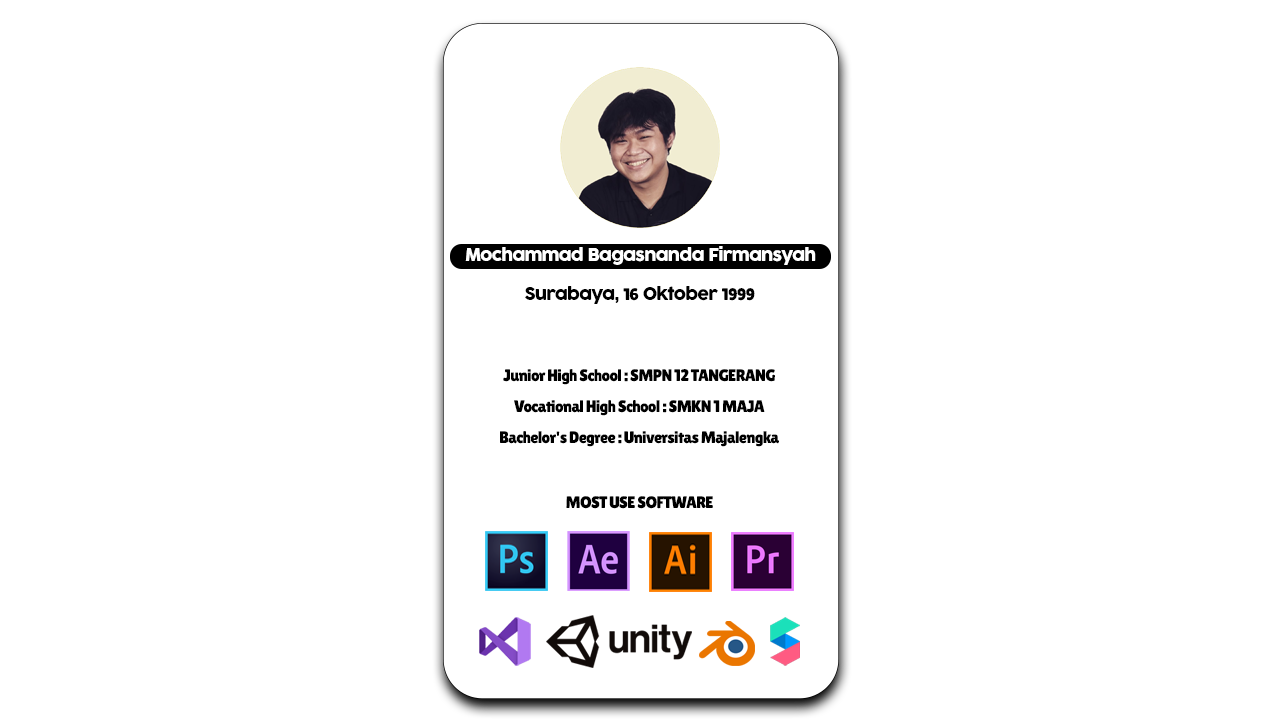 Mochammad Bagasnanda Firmansyah
Surabaya, 16 Oktober 1999
Junior High School : SMPN 12 TANGERANG
Vocational High School : SMKN 1 MAJA
Bachelor's Degree : Universitas Majalengka
MOST USE SOFTWARE
Ps Ae Ai Pr
unity